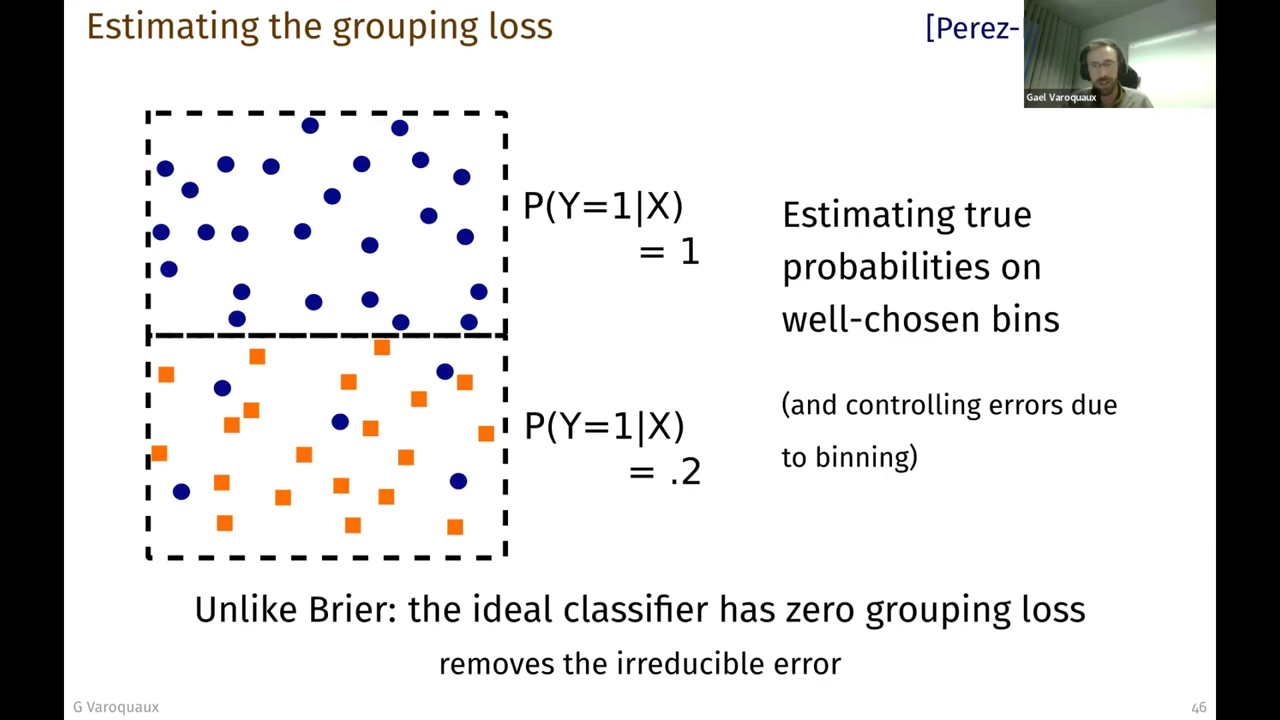 Estimating the grouping loss
[Perez-
Gael Varoquaux
P(Y=1|X)
= 1
Estimating true
probabilities on
well-chosen bins
(and controlling errors due
to binning)
P(Y=1|X)
= .2
Unlike Brier: the ideal classifier has zero grouping loss
removes the irreducible error
G Varoquaux
46